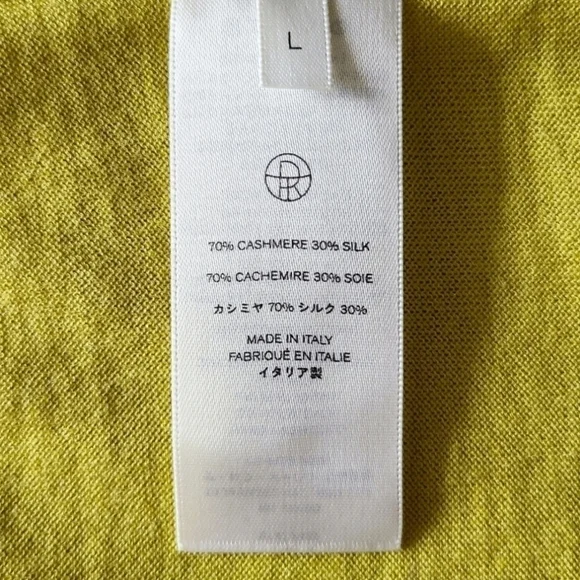 L
70% CASHMERE 30% SILK
70% CACHEMIRE 30% SOIE
カシミヤ 70% シルク 30%
MADE IN ITALY
FABRIQUÉ EN ITALIE
イタリア製